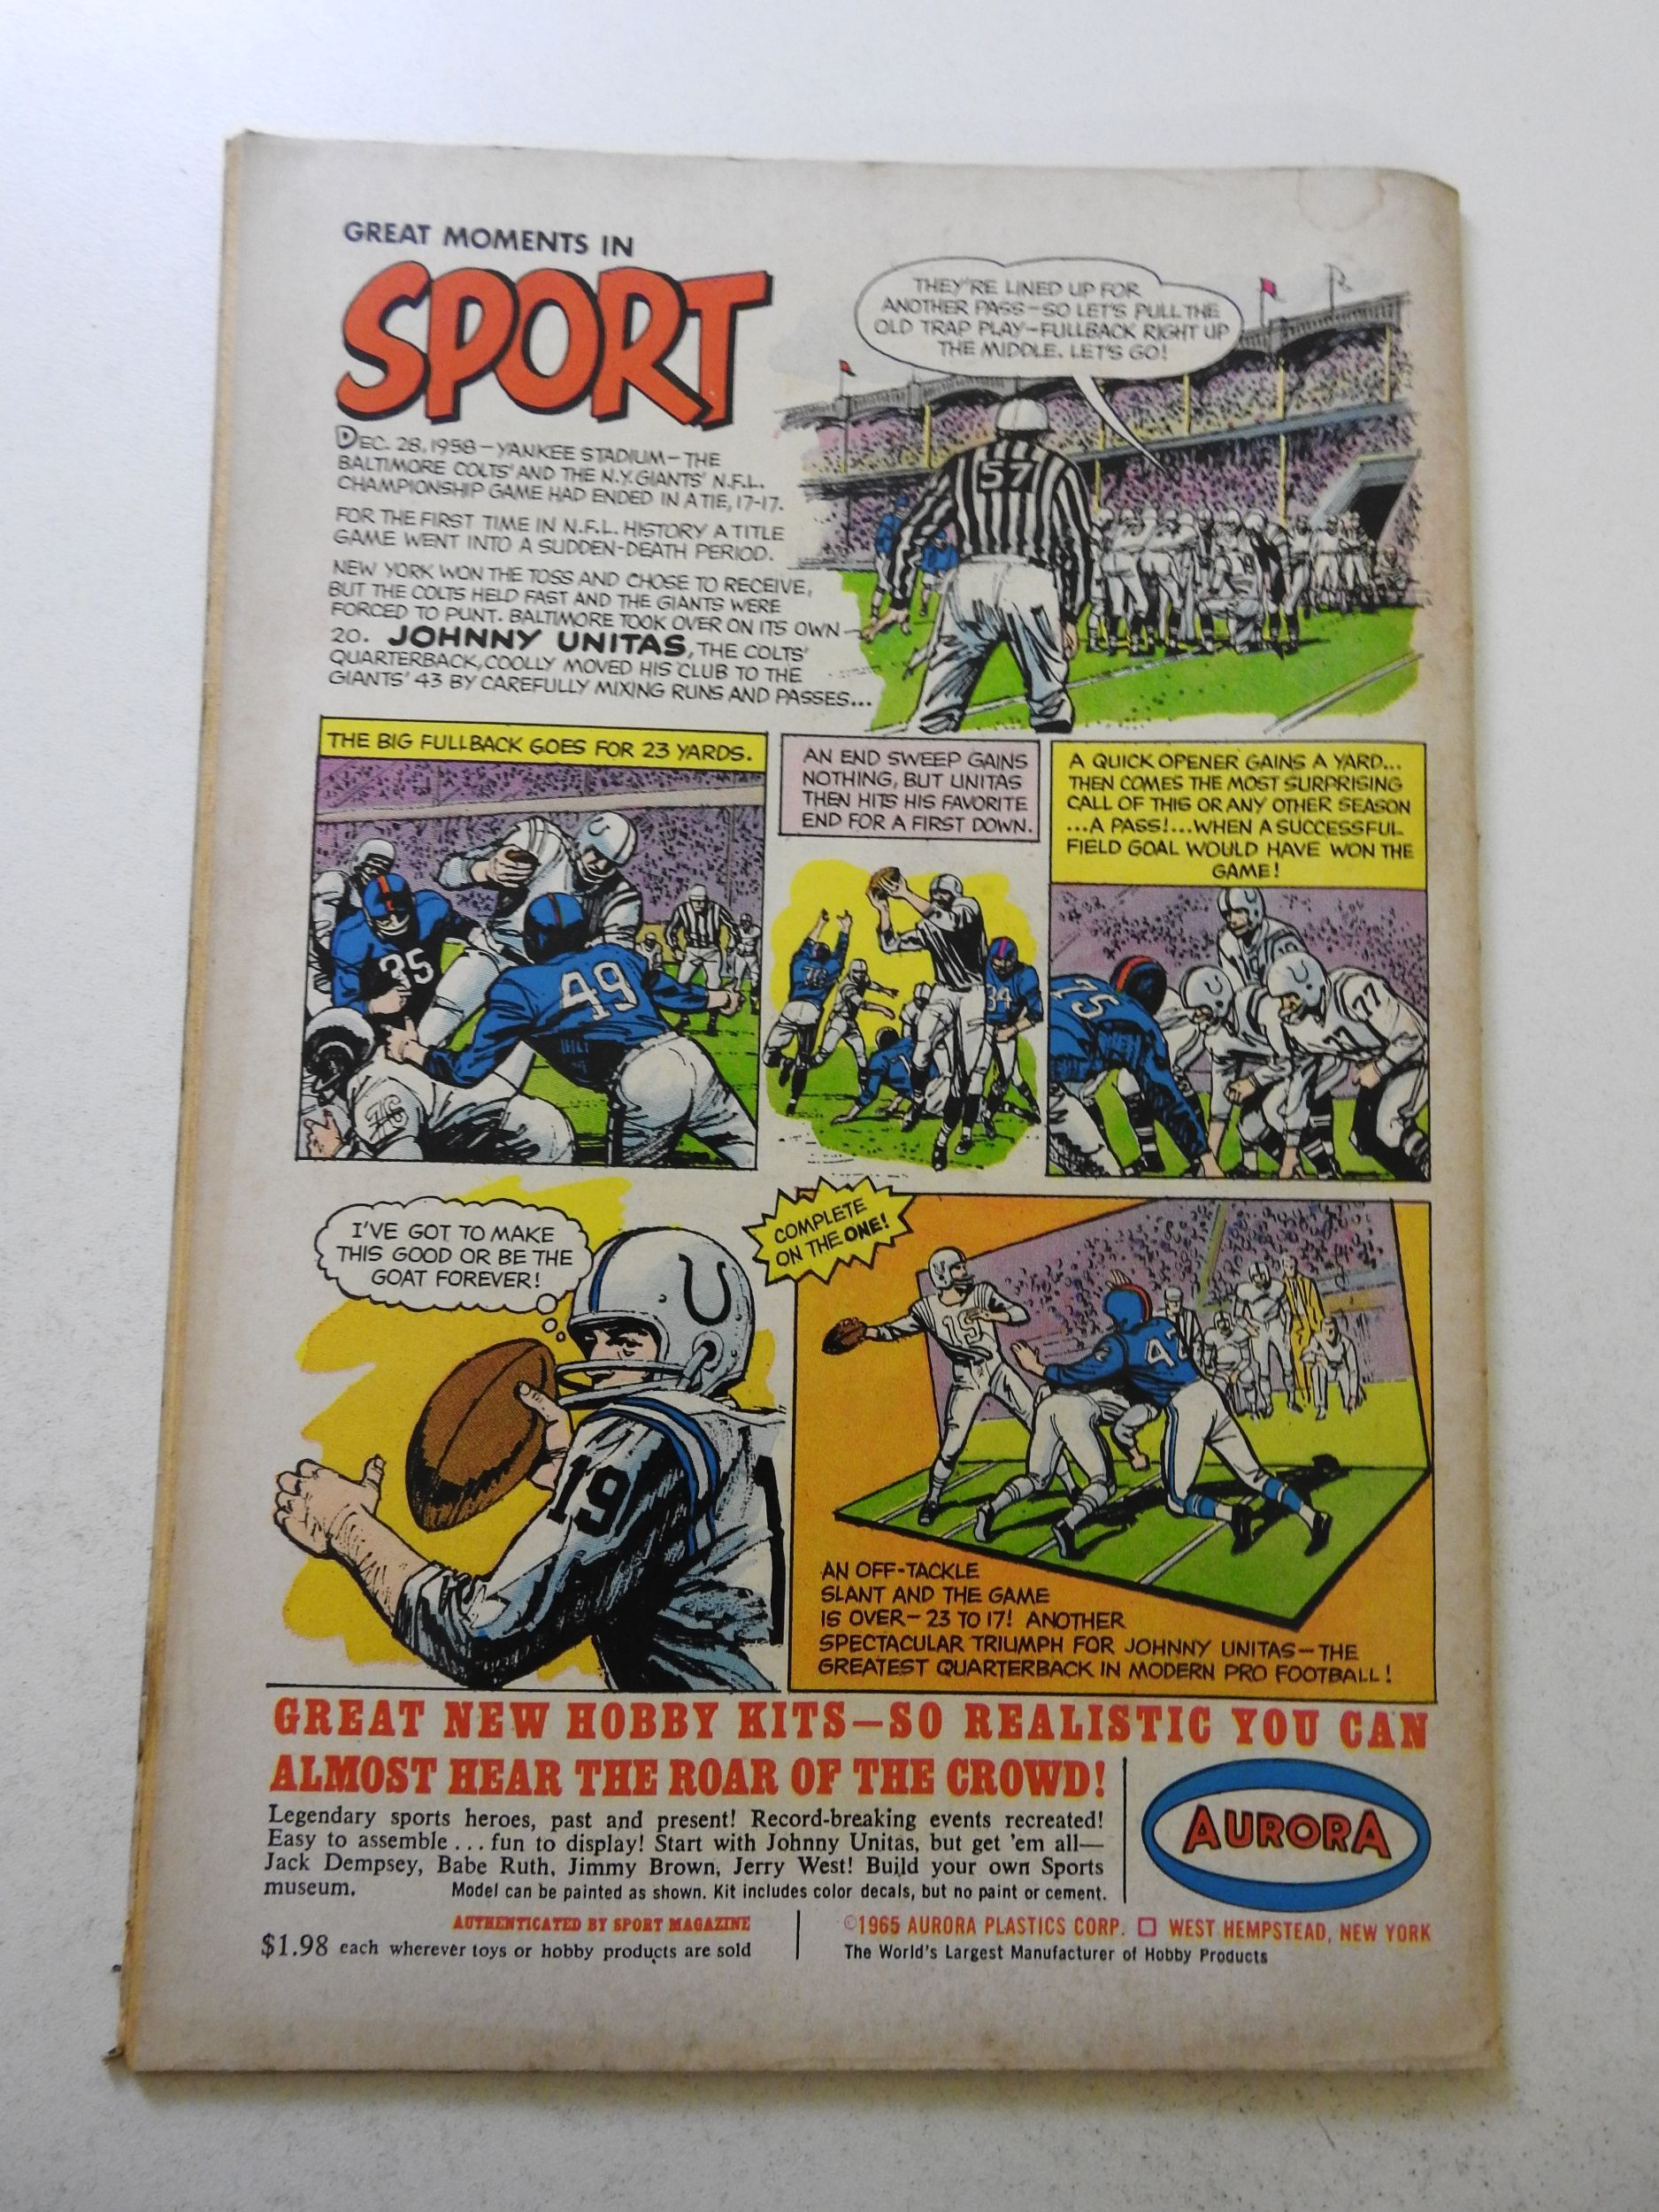 GREAT MOMENTS IN
SPORT
THEY'RE LINED UP FOR
ANOTHER PASS—SO LET'S PULL THE
OLD TRAP PLAY—FULLBACK RIGHT UP
THE MIDDLE. LET'S GO!
57
DEC. 28, 1958—YANKEE STADIUM—THE
BALTIMORE COLTS' AND THE N.Y. GIANTS' N.F.L.
CHAMPIONSHIP GAME HAD ENDED IN A TIE, 17-17.
FOR THE FIRST TIME IN N.F.L. HISTORY A TITLE
GAME WENT INTO A SUDDEN-DEATH PERIOD.
NEW YORK WON THE TOSS AND CHOSE TO RECEIVE,
BUT THE COLTS HELD FAST AND THE GIANTS WERE
FORCED TO PUNT. BALTIMORE TOOK OVER ON ITS OWN
20. JOHNNY UNITAS, THE COLTS'
QUARTERBACK, COOLLY MOVED HIS CLUB TO THE
GIANTS' 43 BY CAREFULLY MIXING RUNS AND PASSES...
THE BIG FULLBACK GOES FOR 23 YARDS.
35
49
76
AN END SWEEP GAINS
NOTHING, BUT UNITAS
THEN HITS HIS FAVORITE
END FOR A FIRST DOWN.
34
A QUICK OPENER GAINS A YARD...
THEN COMES THE MOST SURPRISING
CALL OF THIS OR ANY OTHER SEASON
...A PASS!...WHEN A SUCCESSFUL
FIELD GOAL WOULD HAVE WON THE
GAME!
75
77
77
I'VE GOT TO MAKE
THIS GOOD OR BE THE
GOAT FOREVER!
19
COMPLETE
ON THE ONE!
19
42
AN OFF-TACKLE
SLANT AND THE GAME
IS OVER—23 TO 17! ANOTHER
SPECTACULAR TRIUMPH FOR JOHNNY UNITAS—THE
GREATEST QUARTERBACK IN MODERN PRO FOOTBALL!
GREAT NEW HOBBY KITS—SO REALISTIC YOU CAN
ALMOST HEAR THE ROAR OF THE CROWD!
Legendary sports heroes, past and present! Record-breaking events recreated!
Easy to assemble...fun to display! Start with Johnny Unitas, but get 'em all—
Jack Dempsey, Babe Ruth, Jimmy Brown, Jerry West! Build your own Sports
museum. Model can be painted as shown. Kit includes color decals, but no paint or cement.
AURORA
AUTHENTICATED BY SPORT MAGAZINE
$1.98 each wherever toys or hobby products are sold
©1965 AURORA PLASTICS CORP. □ WEST HEMPSTEAD, NEW YORK
The World's Largest Manufacturer of Hobby Products